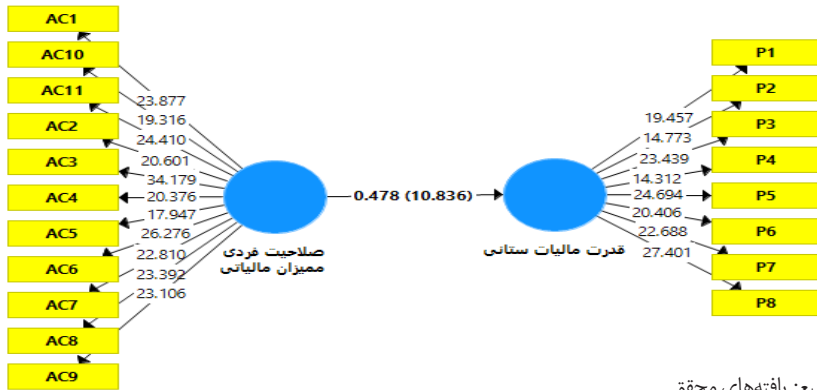 AC1
AC10
AC11
AC2
AC3
AC4
AC5
AC6
AC7
AC8
AC9
23.877
19.316
24.410
20.601
34.179
20.376
17.947
26.276
22.810
23.392
23.106
صلاحیت فردی
ممیزان مالیاتی
0.478 (10.836)
قدرت مالیات ستانی
19.457
14.773
23.439
14.312
24.694
20.406
22.688
27.401
P1
P2
P3
P4
P5
P6
P7
P8
یافته‌های محقق